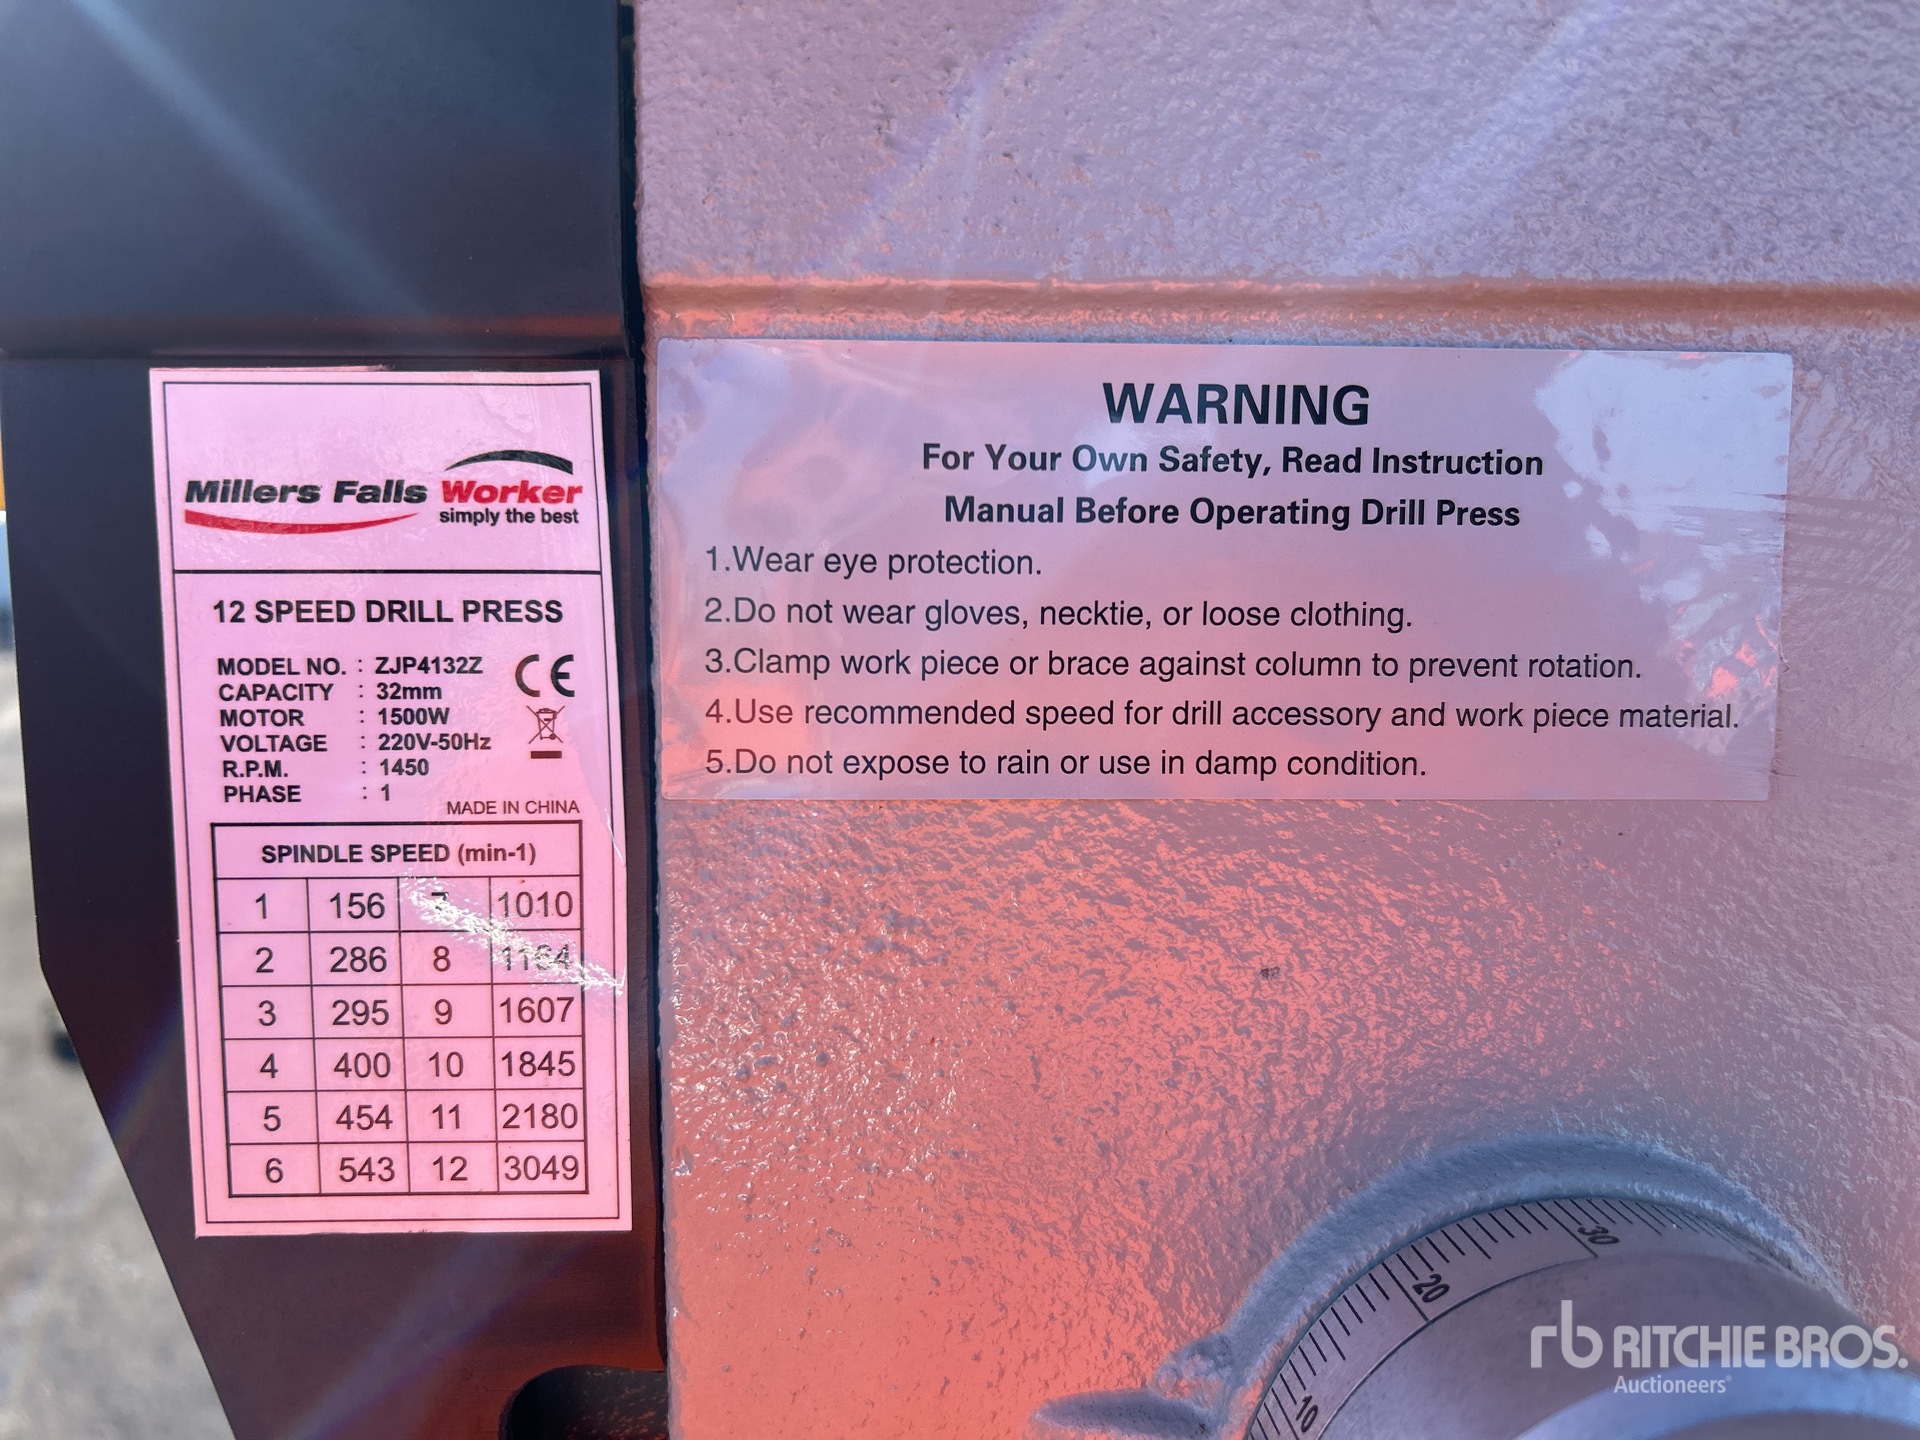 Millers Falls Worker
simply the best
12 SPEED DRILL PRESS
MODEL NO. : ZJP4132Z
CE
CAPACITY : 32mm
MOTOR : 1500W
VOLTAGE : 220V-50Hz
R.P.M. : 1450
PHASE : 1
MADE IN CHINA
SPINDLE SPEED (min-1)
1 156 7 1010
2 286 8 1164
3 295 9 1607
4 400 10 1845
5 454 11 2180
6 543 12 3049
WARNING
For Your Own Safety, Read Instruction
Manual Before Operating Drill Press
1.Wear eye protection.
2.Do not wear gloves, necktie, or loose clothing.
3.Clamp work piece or brace against column to prevent rotation.
4.Use recommended speed for drill accessory and work piece material.
5.Do not expose to rain or use in damp condition.
10
20
30
rb RITCHIE BROS.
Auctioneers